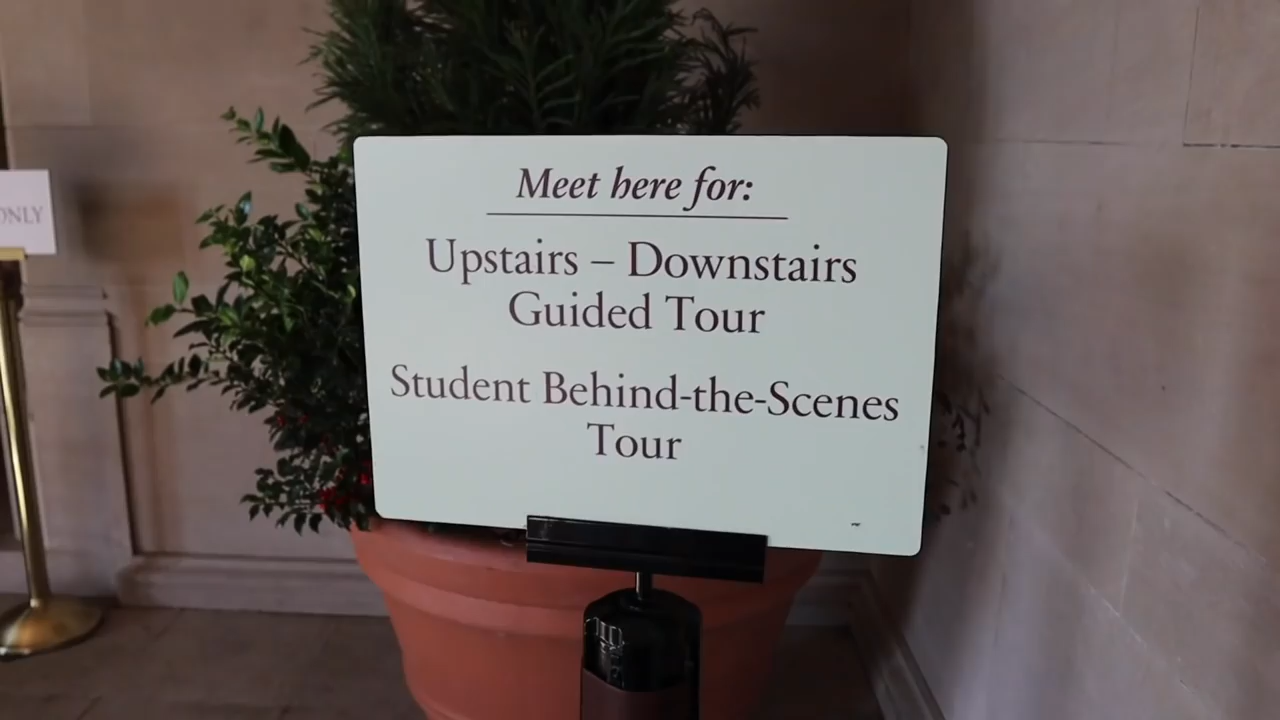 Meet here for:
Upstairs – Downstairs
Guided Tour
Student Behind-the-Scenes
Tour
ONLY